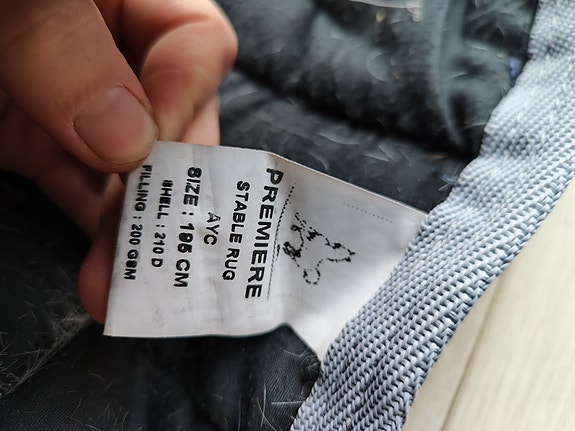 PREMIERE
STABLE RUG
AYC
SIZE : 195 CM
SHELL : 210 D
FILLING : 200 GSM